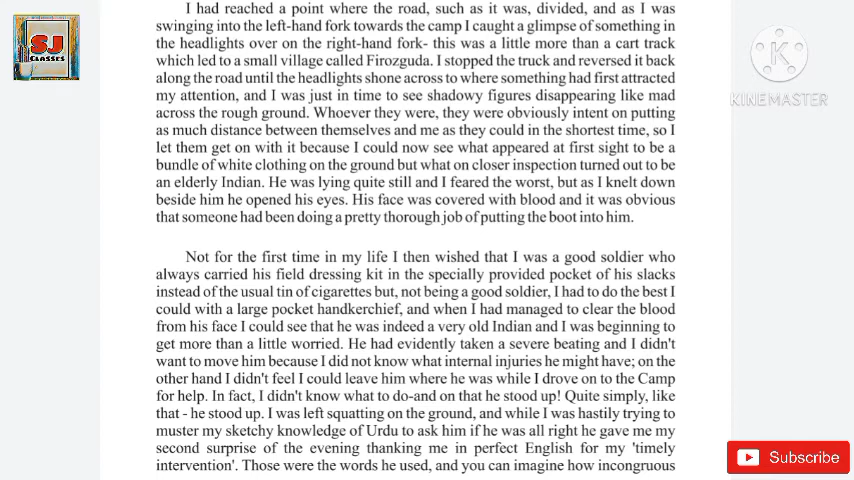 I had reached a point where the road, such as it was, divided, and as I was
swinging into the left-hand fork towards the camp I caught a glimpse of something in
the headlights over on the right-hand fork- this was a little more than a cart track
which led to a small village called Firozguda. I stopped the truck and reversed it back
along the road until the headlights shone across to where something had first attracted
my attention, and I was just in time to see shadowy figures disappearing like mad
across the rough ground. Whoever they were, they were obviously intent on putting
as much distance between themselves and me as they could in the shortest time, so I
let them get on with it because I could now see what appeared at first sight to be a
bundle of white clothing on the ground but what on closer inspection turned out to be
an elderly Indian. He was lying quite still and I feared the worst, but as I knelt down
beside him he opened his eyes. His face was covered with blood and it was obvious
that someone had been doing a pretty thorough job of putting the boot into him.
Not for the first time in my life I then wished that I was a good soldier who
always carried his field dressing kit in the specially provided pocket of his slacks
instead of the usual tin of cigarettes but, not being a good soldier, I had to do the best I
could with a large pocket handkerchief, and when I had managed to clear the blood
from his face I could see that he was indeed a very old Indian and I was beginning to
get more than a little worried. He had evidently taken a severe beating and I didn't
want to move him because I did not know what internal injuries he might have; on the
other hand I didn't feel I could leave him where he was while I drove on to the Camp
for help. In fact, I didn't know what to do-and on that he stood up! Quite simply, like
that - he stood up. I was left squatting on the ground, and while I was hastily trying to
muster my sketchy knowledge of Urdu to ask him if he was all right he gave me my
second surprise of the evening thanking me in perfect English for my 'timely
intervention'. Those were the words he used, and you can imagine how incongruous
SJ
CLASSES
K
KINEMASTER
Subscribe